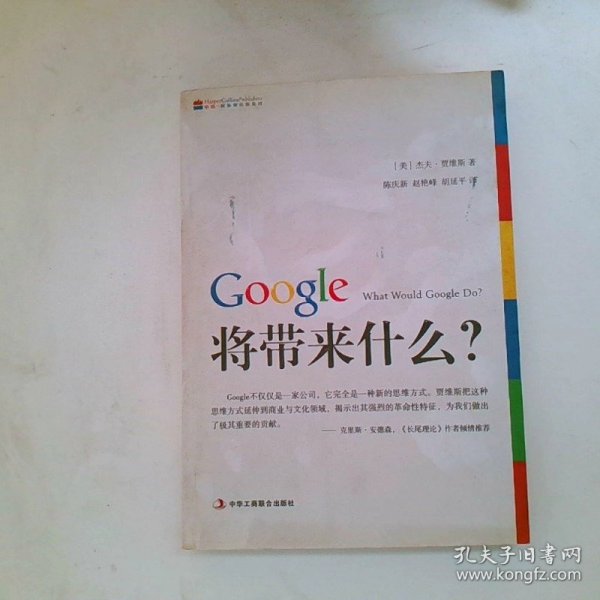 HarperCollinsPublishers
[美] 杰夫·贾维斯 著
陈庆新 赵艳峰 胡延平 译
Google
What Would Google Do?
将带来什么?
Google不仅仅是一家公司，它完全是一种新的思维方式。贾维斯把这种
思维方式延伸到商业与文化领域，揭示出其强烈的革命性特征，为我们做出
了极其重要的贡献。
——克里斯·安德森，《长尾理论》作者倾情推荐
中华工商联合出版社
孔夫子旧书网
www.kongfz.com